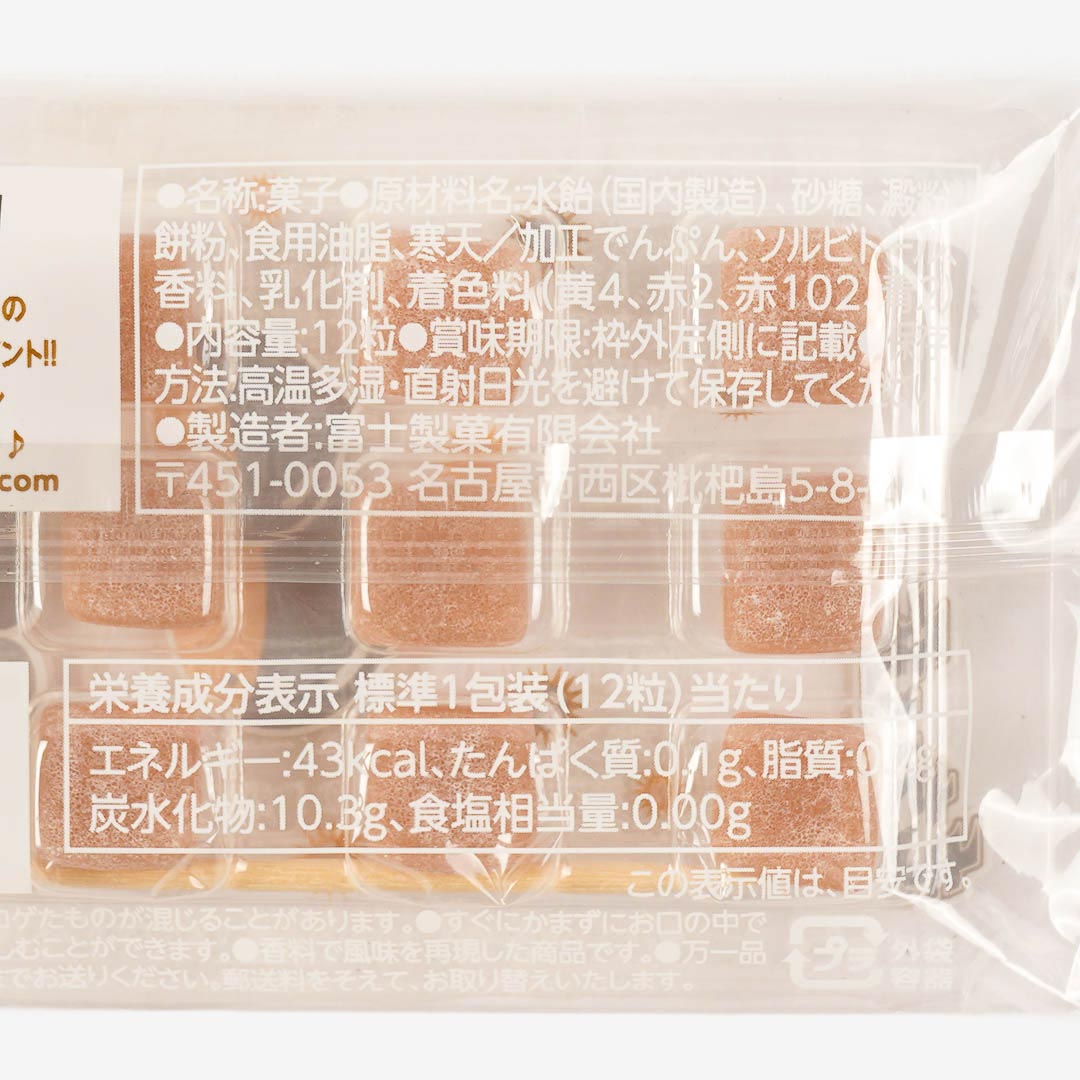 の
ント!!
♪
.com
●名称:菓子●原材料名:水飴(国内製造)、砂糖、澱粉、
餅粉、食用油脂、寒天/加工でんぷん、ソルビトール、
香料、乳化剤、着色料(黄4、赤2、赤102
●内容量:12粒●賞味期限:枠外左側に記載●保存
方法:高温多湿・直射日光を避けて保存してくだ
●製造者:富士製菓有限会社
〒451-0053 名古屋市西区枇杷島5-8-
栄養成分表示 標準1包装(12粒)当たり
エネルギー:43kcal、たんぱく質:0.1g、脂質:0.
炭水化物:10.3g、食塩相当量:0.00g
この表示値は、目安です。
コゲたものが混じることがあります。●すぐにかまずにお口の中で
しむことができます。●香料で風味を再現した商品です。●万一品
でお送りください。郵送料をそえて、お取り替えいたします。
プラ
外袋
容器